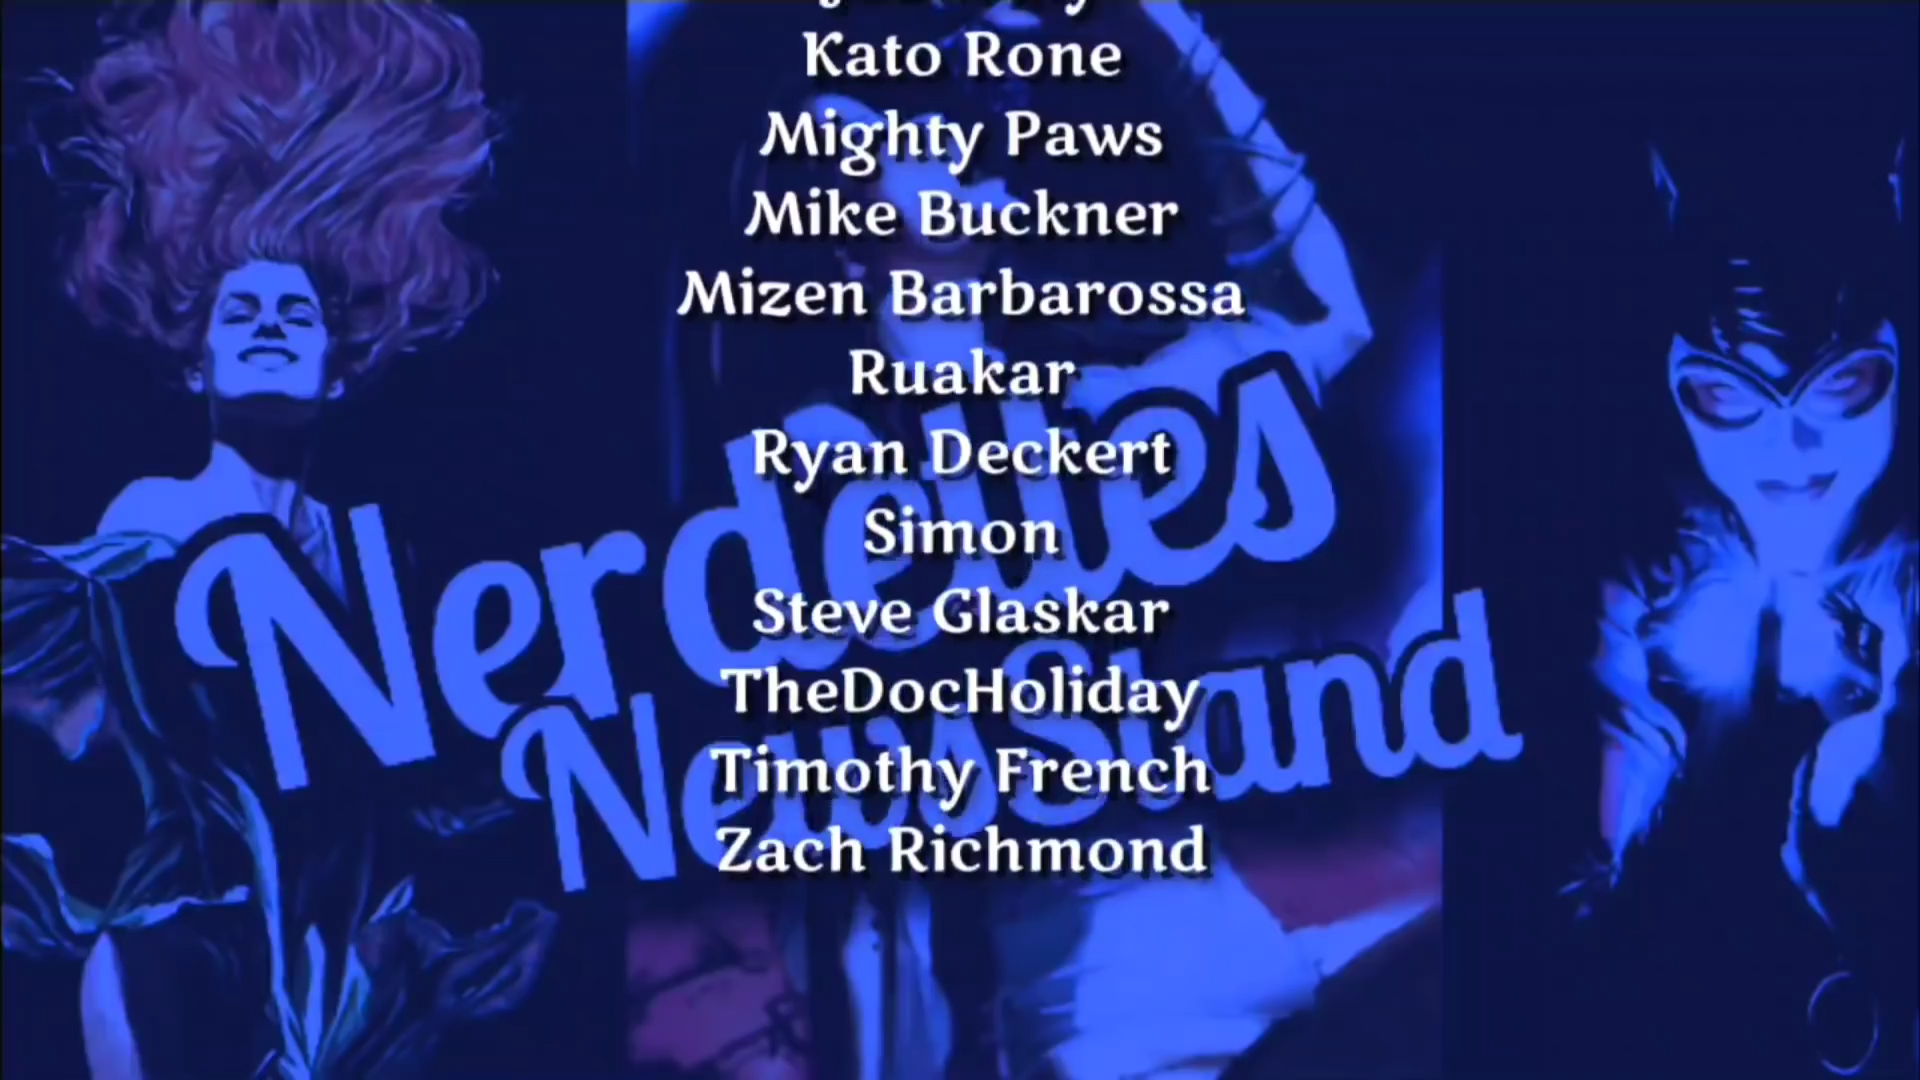 Kato Rone
Mighty Paws
Mike Buckner
Mizen Barbarossa
Ruakar
Ryan Deckert
Simon
Steve Glaskar
TheDocHoliday
Timothy French
Zach Richmond
Nerdettes
NewsStand